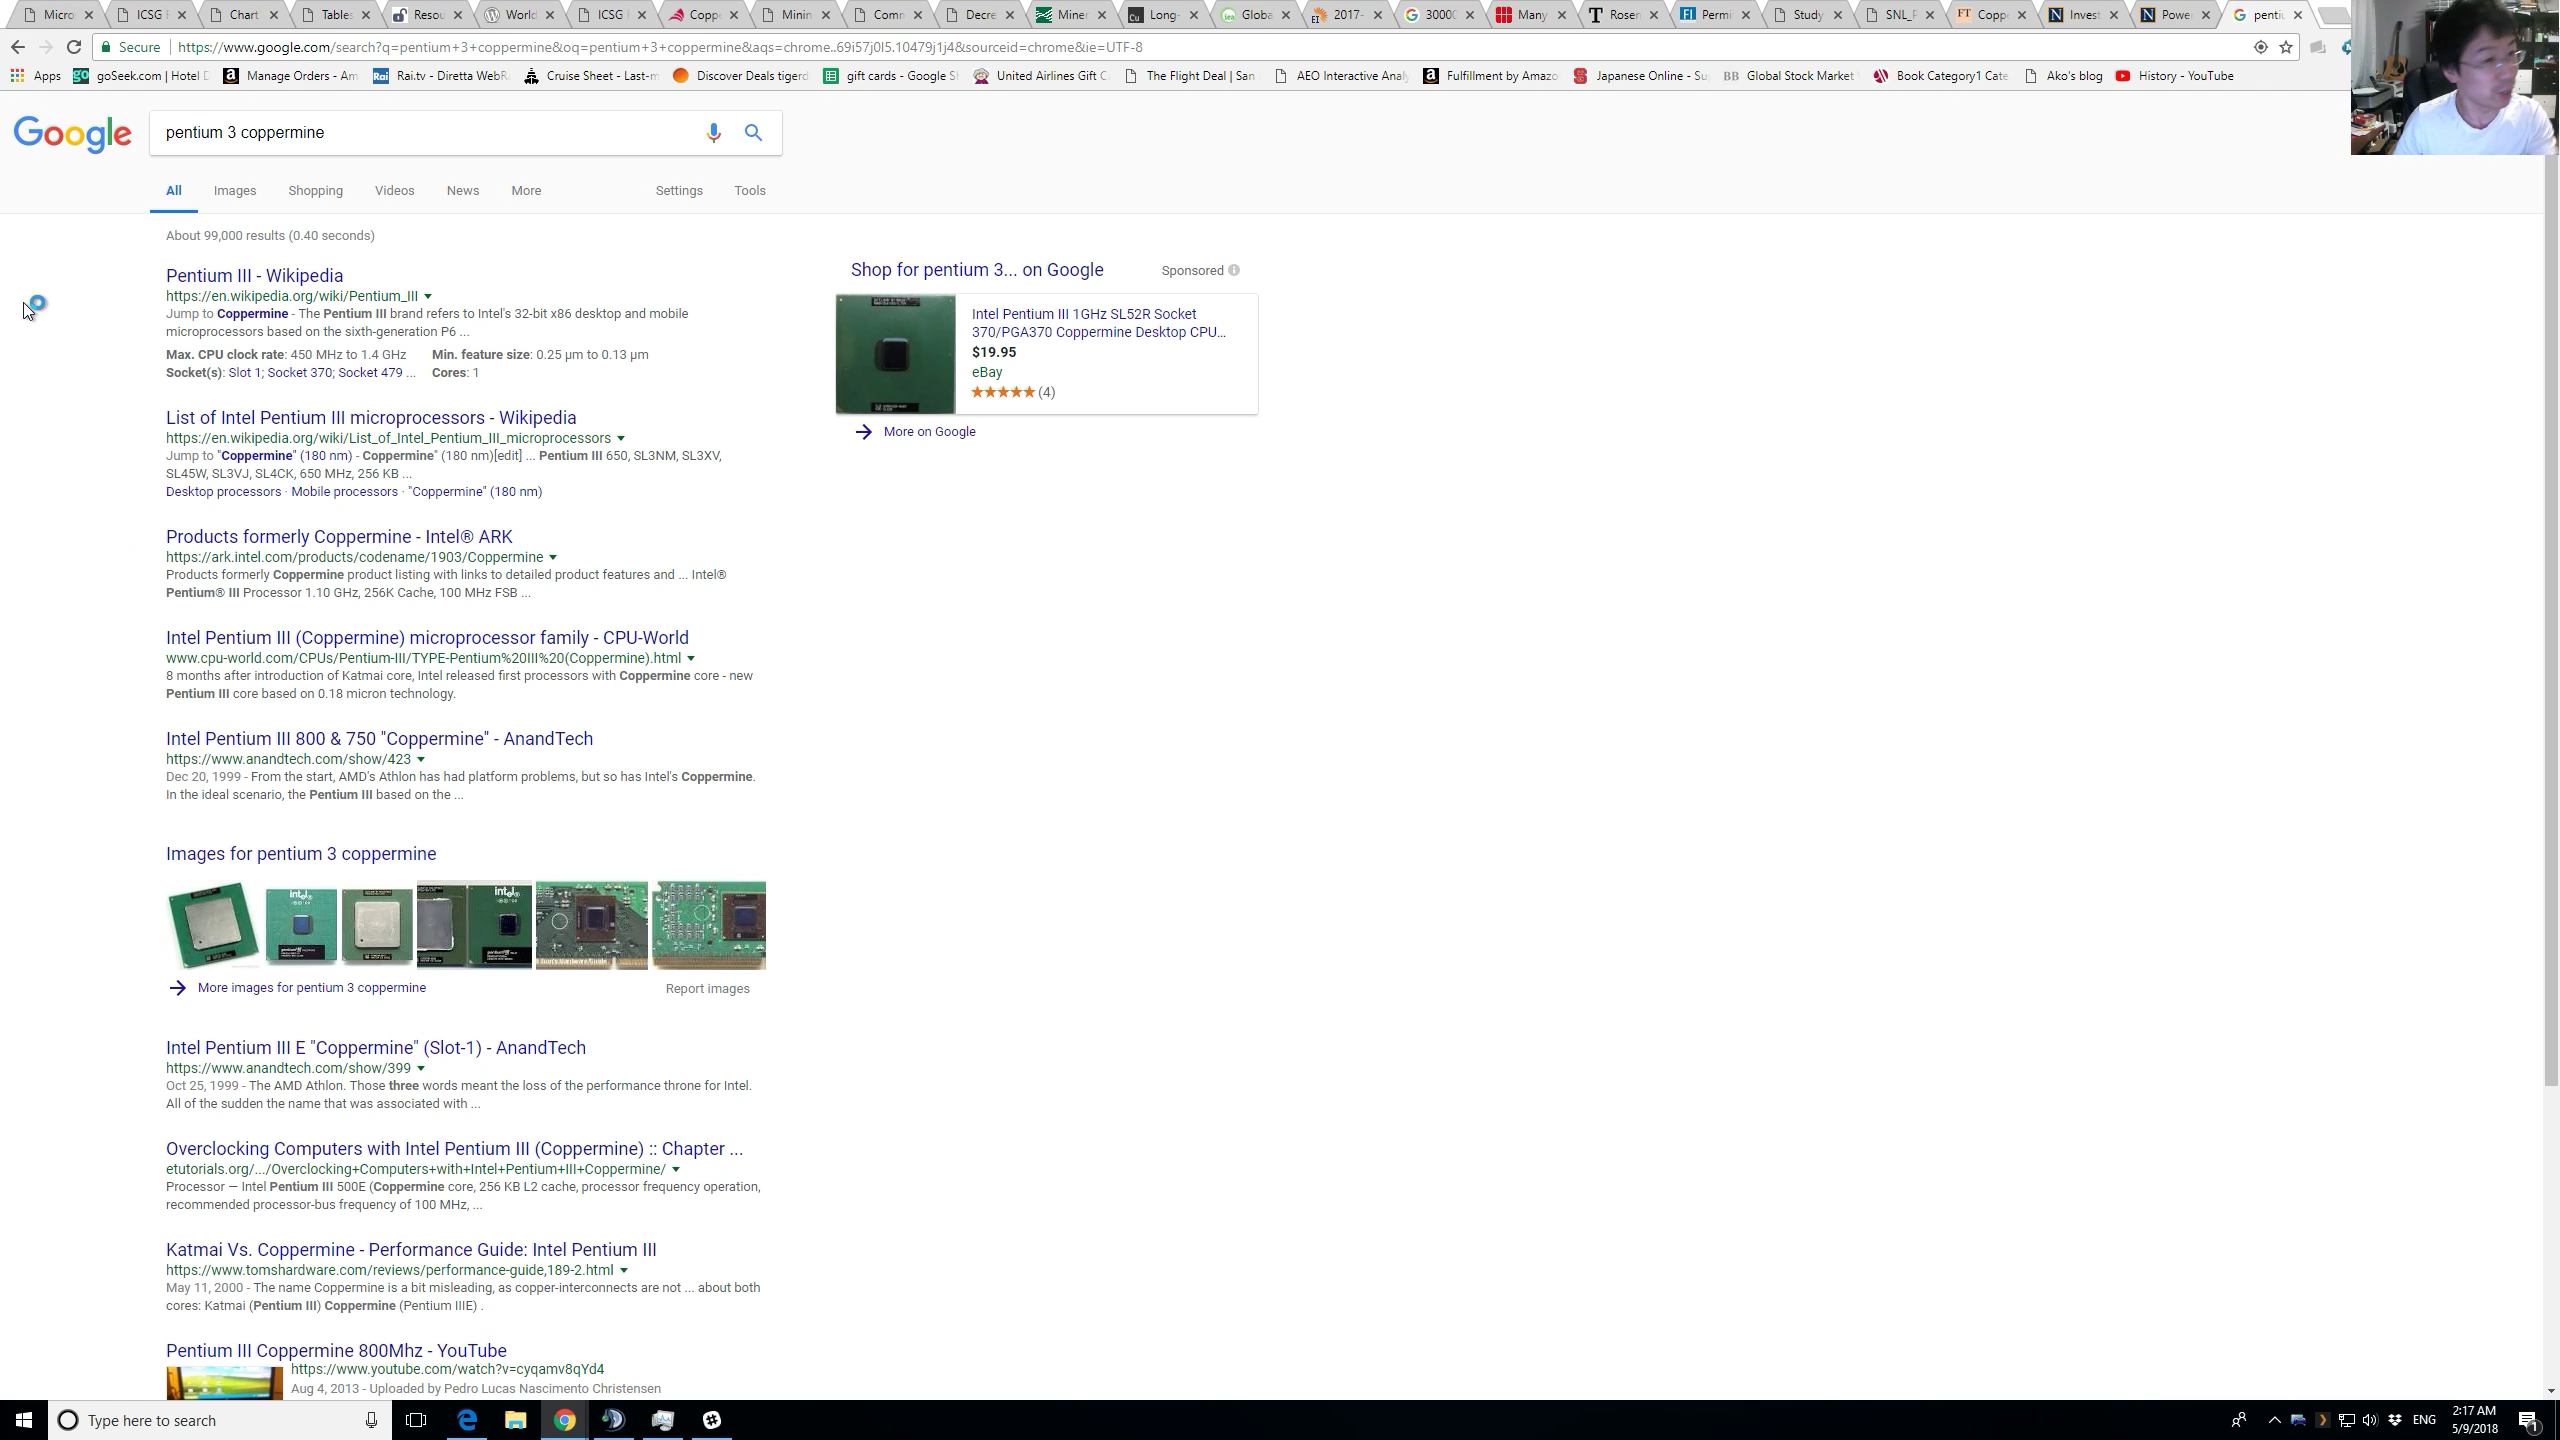 Micro
ICSG
Chart
Tables
Resou
World
ICSG
Copp
Minin
Comm
Decre
Miner
Long-
Globa
2017-
3000
Many
Rosen
Permi
Study
SNL_
Copp
Invest
Powe
penti
Secure
https://www.google.com/search?q=pentium+3+coppermine&oq=pentium+3+coppermine&aqs=chrome..69i57j0l5.10479j1j4&sourceid=chrome&ie=UTF-8
Apps
goSeek.com | Hotel D
Manage Orders - Am
Rai.tv - Diretta WebR
Cruise Sheet - Last-m
Discover Deals tigerd
gift cards - Google S
United Airlines Gift C
The Flight Deal | San
AEO Interactive Anal
Fulfillment by Amazo
Japanese Online - Su
BB Global Stock Market
Book Category1 Cate
Ako's blog
History - YouTube
Google
pentium 3 coppermine
All Images Shopping Videos News More Settings Tools
About 99,000 results (0.40 seconds)
Pentium III - Wikipedia
https://en.wikipedia.org/wiki/Pentium_III
Jump to Coppermine - The Pentium III brand refers to Intel's 32-bit x86 desktop and mobile
microprocessors based on the sixth-generation P6 ...
Max. CPU clock rate: 450 MHz to 1.4 GHz Min. feature size: 0.25 µm to 0.13 µm
Socket(s): Slot 1; Socket 370; Socket 479 ... Cores: 1
List of Intel Pentium III microprocessors - Wikipedia
https://en.wikipedia.org/wiki/List_of_Intel_Pentium_III_microprocessors
Jump to "Coppermine" (180 nm) - Coppermine" (180 nm)[edit] ... Pentium III 650, SL3NM, SL3XV,
SL45W, SL3VJ, SL4CK, 650 MHz, 256 KB ...
Desktop processors · Mobile processors · "Coppermine" (180 nm)
Products formerly Coppermine - Intel® ARK
https://ark.intel.com/products/codename/1903/Coppermine
Products formerly Coppermine product listing with links to detailed product features and ... Intel®
Pentium® III Processor 1.10 GHz, 256K Cache, 100 MHz FSB ...
Intel Pentium III (Coppermine) microprocessor family - CPU-World
www.cpu-world.com/CPUs/Pentium-III/TYPE-Pentium%20III%20(Coppermine).html
8 months after introduction of Katmai core, Intel released first processors with Coppermine core - new
Pentium III core based on 0.18 micron technology.
Intel Pentium III 800 & 750 "Coppermine" - AnandTech
https://www.anandtech.com/show/423
Dec 20, 1999 - From the start, AMD's Athlon has had platform problems, but so has Intel's Coppermine.
In the ideal scenario, the Pentium III based on the ...
Images for pentium 3 coppermine
More images for pentium 3 coppermine
Report images
Intel Pentium III E "Coppermine" (Slot-1) - AnandTech
https://www.anandtech.com/show/399
Oct 25, 1999 - The AMD Athlon. Those three words meant the loss of the performance throne for Intel.
All of the sudden the name that was associated with ...
Overclocking Computers with Intel Pentium III (Coppermine) :: Chapter ...
etutorials.org/.../Overclocking+Computers+with+Intel+Pentium+III+Coppermine/
Processor — Intel Pentium III 500E (Coppermine core, 256 KB L2 cache, processor frequency operation,
recommended processor-bus frequency of 100 MHz, ...
Katmai Vs. Coppermine - Performance Guide: Intel Pentium III
https://www.tomshardware.com/reviews/performance-guide,189-2.html
May 11, 2000 - The name Coppermine is a bit misleading, as copper-interconnects are not ... about both
cores: Katmai (Pentium III) Coppermine (Pentium IIIE) .
Pentium III Coppermine 800Mhz - YouTube
https://www.youtube.com/watch?v=cyqamv8qYd4
Aug 4, 2013 - Uploaded by Pedro Lucas Nascimento Christensen
Shop for pentium 3... on Google
Sponsored
Intel Pentium III 1GHz SL52R Socket
370/PGA370 Coppermine Desktop CPU...
$19.95
eBay
(4)
More on Google
Type here to search
ENG
2:17 AM
5/9/2018